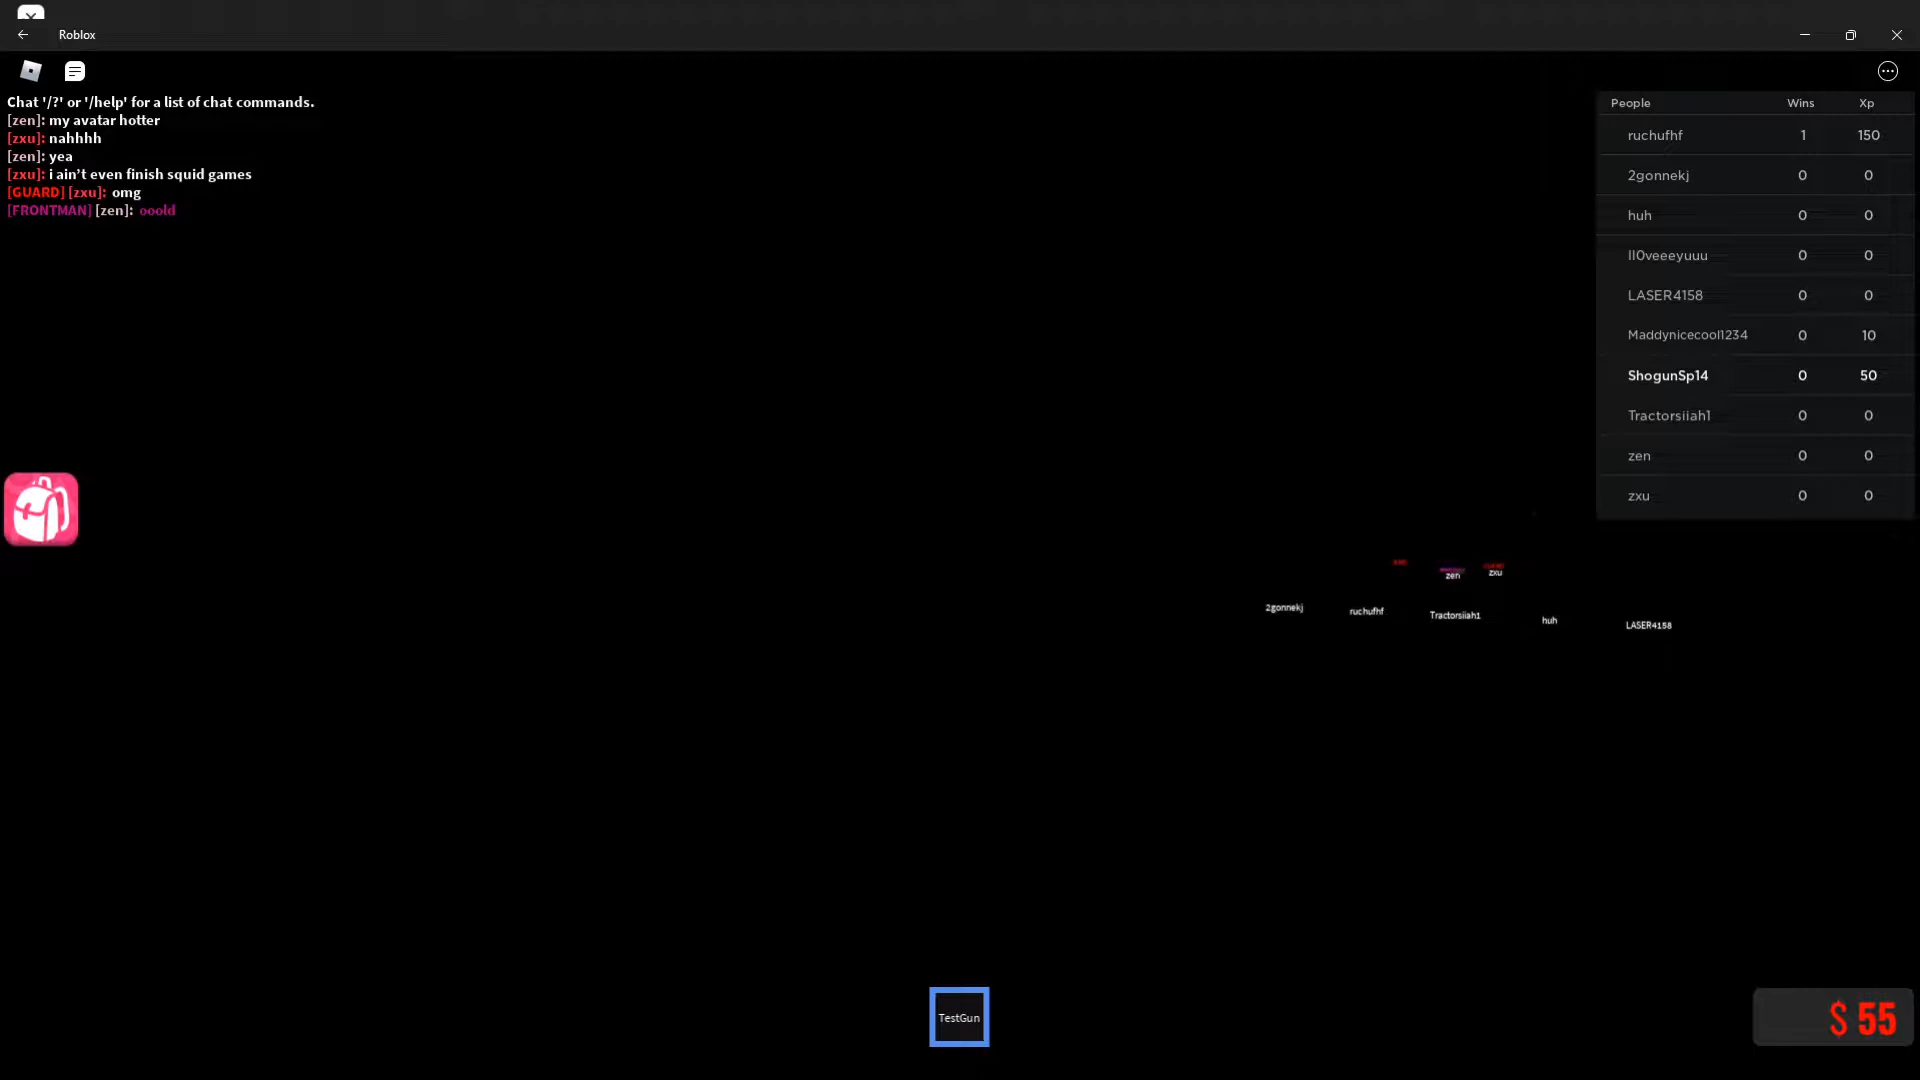 Roblox
Chat '/?' or '/help' for a list of chat commands.
[zen]: my avatar hotter
[zxu]: nahhhh
[zen]: yea
[zxu]: i ain't even finish squid games
[GUARD] [zxu]: omg
[FRONTMAN] [zen]: ooold
People Wins Xp
ruchufhf 1 150
2gonnekj 0 0
huh 0 0
ll0veeeyuuu 0 0
LASER4158 0 0
Maddynicecool1234 0 10
ShogunSp14 0 50
Tractorsiiah1 0 0
zen 0 0
zxu 0 0
zen
zxu
2gonnekj
ruchufhf
Tractorsiiah1
huh
LASER4158
TestGun
$ 55